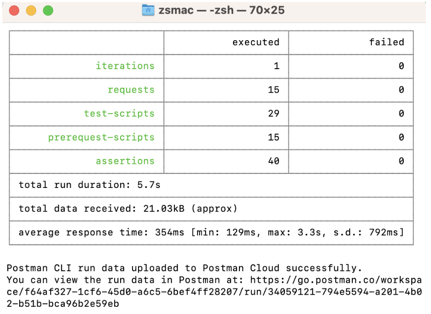 zsmac — -zsh — 70×25
executed failed
iterations 1 0
requests 15 0
test-scripts 29 0
prerequest-scripts 15 0
assertions 40 0
total run duration: 5.7s
total data received: 21.03kB (approx)
average response time: 354ms [min: 129ms, max: 3.3s, s.d.: 792ms]
Postman CLI run data uploaded to Postman Cloud successfully.
You can view the run data in Postman at: https://go.postman.co/workspa
ce/f64af327-1cf6-45d0-a6c5-6bef4ff28207/run/34059121-794e5594-a201-4b0
2-b51b-bca96b2e59eb